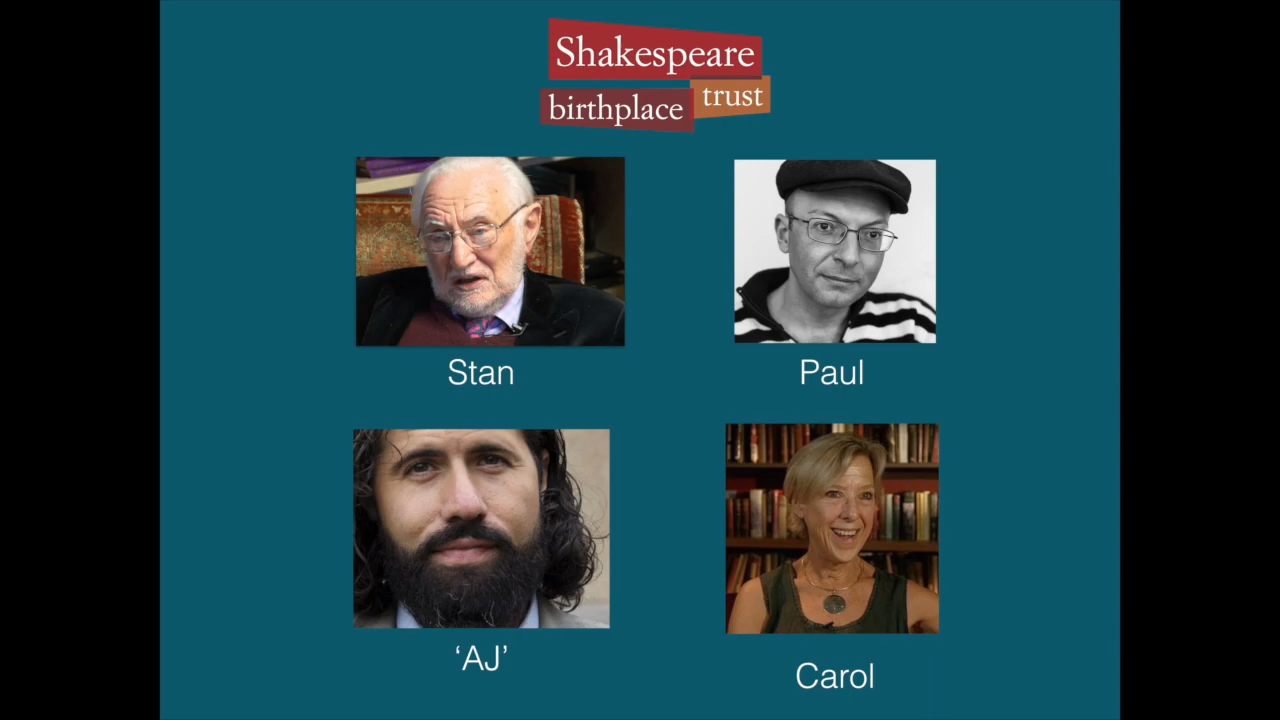 Shakespeare
birthplace trust
Stan
Paul
‘AJ’
Carol